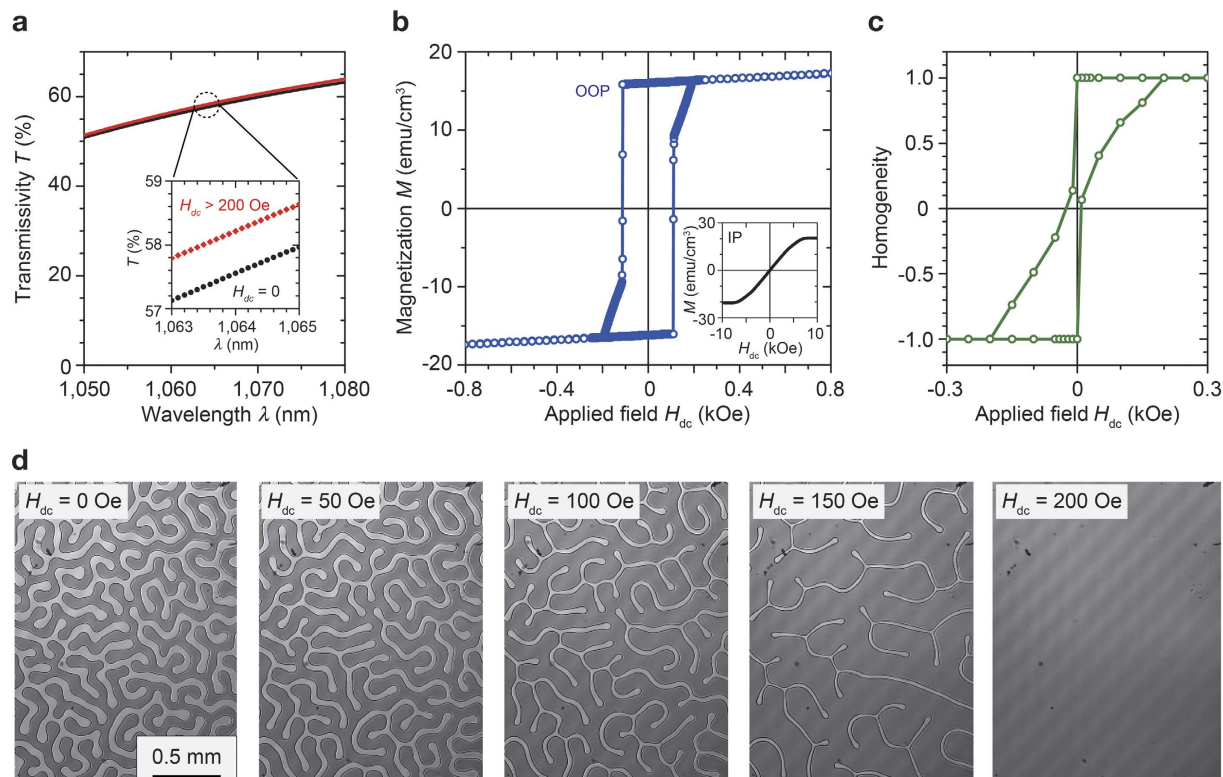 a
Transmissivity T (%)
60
40
20
0
1,050
1,060
1,070
1,080
Wavelength λ (nm)
59
58
57
T (%)
H_dc > 200 Oe
H_dc = 0
1,063
1,064
1,065
λ (nm)
b
Magnetization M (emu/cm³)
20
10
0
-10
-20
-0.8
-0.4
0
0.4
0.8
Applied field H_dc (kOe)
OOP
IP
M (emu/cm³)
30
0
-30
-10
0
10
H_dc (kOe)
c
Homogeneity
1.0
0.5
0
-0.5
-1.0
-0.3
0
0.3
Applied field H_dc (kOe)
d
H_dc = 0 Oe
H_dc = 50 Oe
H_dc = 100 Oe
H_dc = 150 Oe
H_dc = 200 Oe
0.5 mm